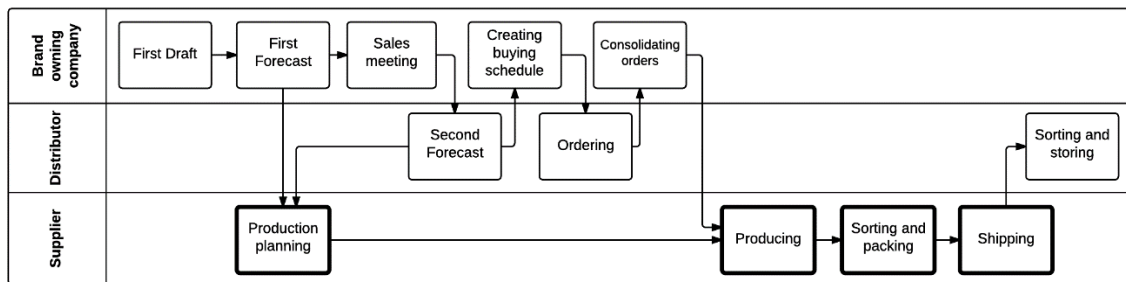 Brand
owning
company
First Draft
First
Forecast
Sales
meeting
Creating
buying
schedule
Consolidating
orders
Distributor
Second
Forecast
Ordering
Sorting and
storing
Supplier
Production
planning
Producing
Sorting and
packing
Shipping